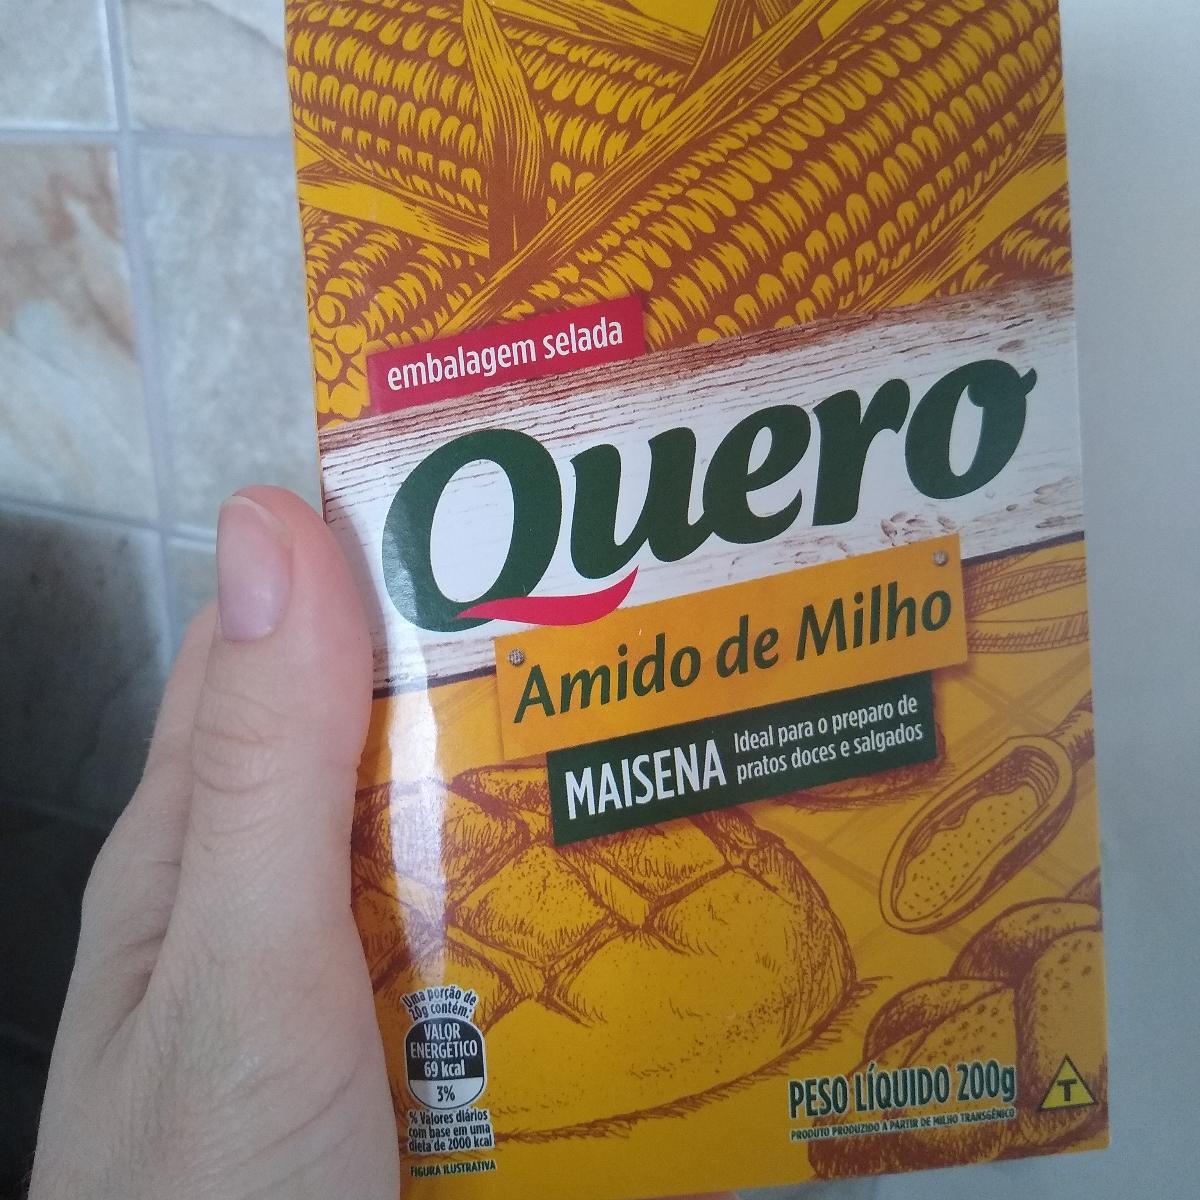 embalagem selada
Quero
Amido de Milho
MAISENA
Ideal para o preparo de
pratos doces e salgados
Uma porção de
20g contém:
VALOR
ENERGÉTICO
69 kcal
3%
% Valores diários
com base em uma
dieta de 2000 kcal
FIGURA ILUSTRATIVA
PESO LÍQUIDO 200g
PRODUTO PRODUZIDO A PARTIR DE MILHO TRANSGÊNICO
T